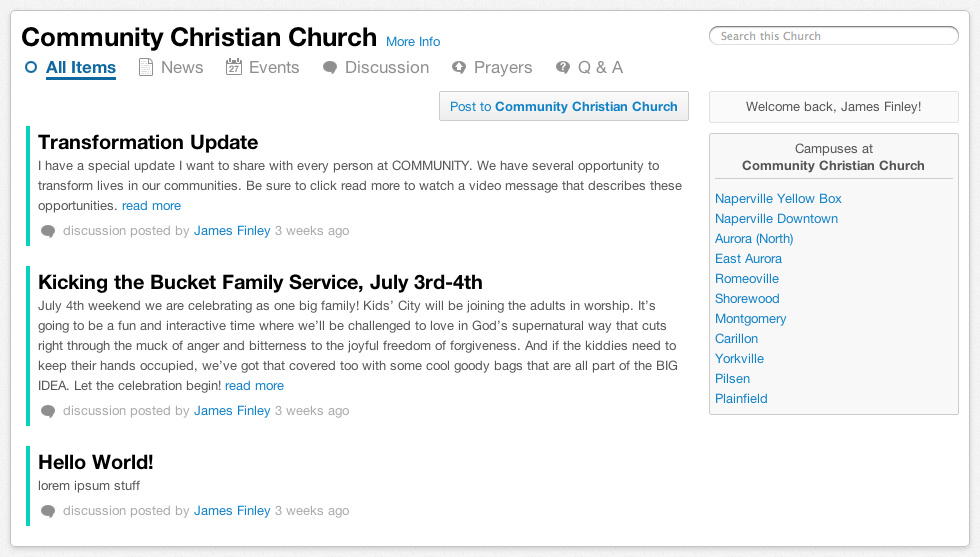 Community Christian Church More Info
Search this Church
All Items News 27 Events Discussion Prayers ? Q & A
Post to Community Christian Church
Welcome back, James Finley!
Transformation Update
I have a special update I want to share with every person at COMMUNITY. We have several opportunity to
transform lives in our communities. Be sure to click read more to watch a video message that describes these
opportunities. read more
discussion posted by James Finley 3 weeks ago
Kicking the Bucket Family Service, July 3rd-4th
July 4th weekend we are celebrating as one big family! Kids’ City will be joining the adults in worship. It’s
going to be a fun and interactive time where we’ll be challenged to love in God’s supernatural way that cuts
right through the muck of anger and bitterness to the joyful freedom of forgiveness. And if the kiddies need to
keep their hands occupied, we’ve got that covered too with some cool goody bags that are all part of the BIG
IDEA. Let the celebration begin! read more
discussion posted by James Finley 3 weeks ago
Hello World!
lorem ipsum stuff
discussion posted by James Finley 3 weeks ago
Campuses at
Community Christian Church
Naperville Yellow Box
Naperville Downtown
Aurora (North)
East Aurora
Romeoville
Shorewood
Montgomery
Carillon
Yorkville
Pilsen
Plainfield